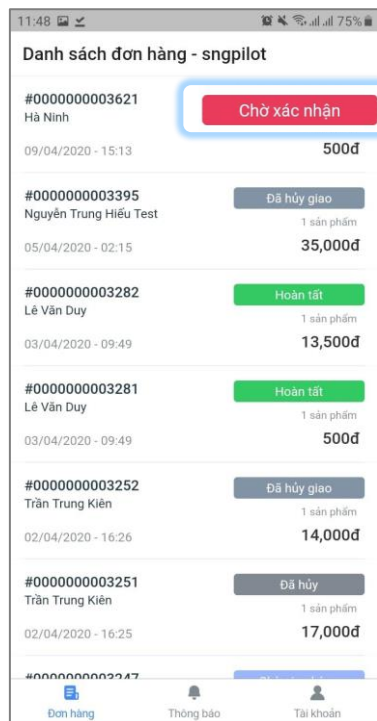 11:48
75%
Danh sách đơn hàng - sngpilot
#0000000003621
Chờ xác nhận
Hà Ninh
09/04/2020 - 15:13
500đ
#0000000003395
Đã hủy giao
Nguyễn Trung Hiếu Test
1 sản phẩm
05/04/2020 - 02:15
35,000đ
#0000000003282
Hoàn tất
Lê Văn Duy
1 sản phẩm
03/04/2020 - 09:49
13,500đ
#0000000003281
Hoàn tất
Lê Văn Duy
1 sản phẩm
03/04/2020 - 09:49
500đ
#0000000003252
Đã hủy giao
Trần Trung Kiên
1 sản phẩm
02/04/2020 - 16:26
14,000đ
#0000000003251
Đã hủy
Trần Trung Kiên
1 sản phẩm
02/04/2020 - 16:25
17,000đ
#0000000003247
Đơn hàng
Thông báo
Tài khoản